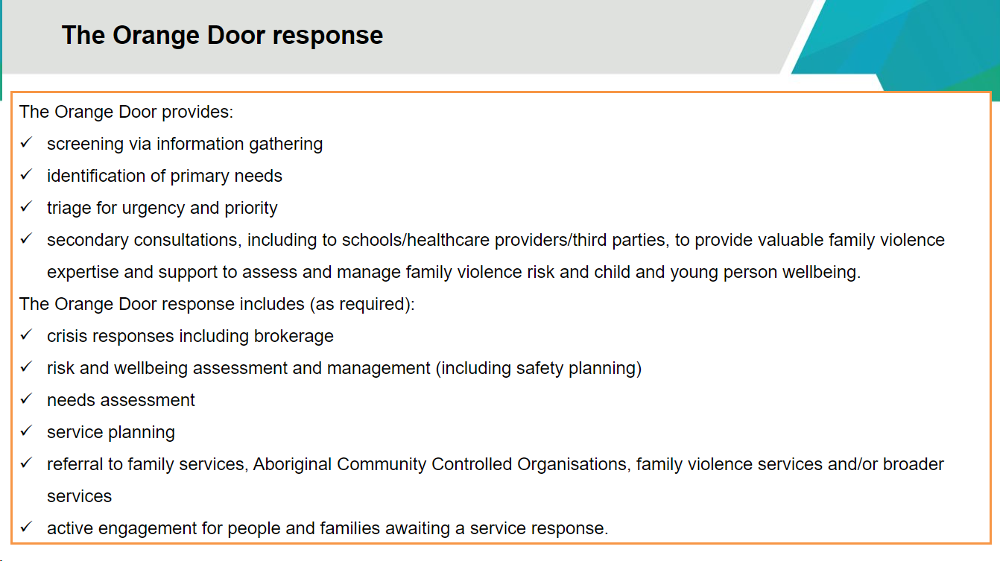 The Orange Door response
The Orange Door provides:
✓ screening via information gathering
✓ identification of primary needs
✓ triage for urgency and priority
✓ secondary consultations, including to schools/healthcare providers/third parties, to provide valuable family violence
expertise and support to assess and manage family violence risk and child and young person wellbeing.
The Orange Door response includes (as required):
✓ crisis responses including brokerage
✓ risk and wellbeing assessment and management (including safety planning)
✓ needs assessment
✓ service planning
✓ referral to family services, Aboriginal Community Controlled Organisations, family violence services and/or broader
services
✓ active engagement for people and families awaiting a service response.